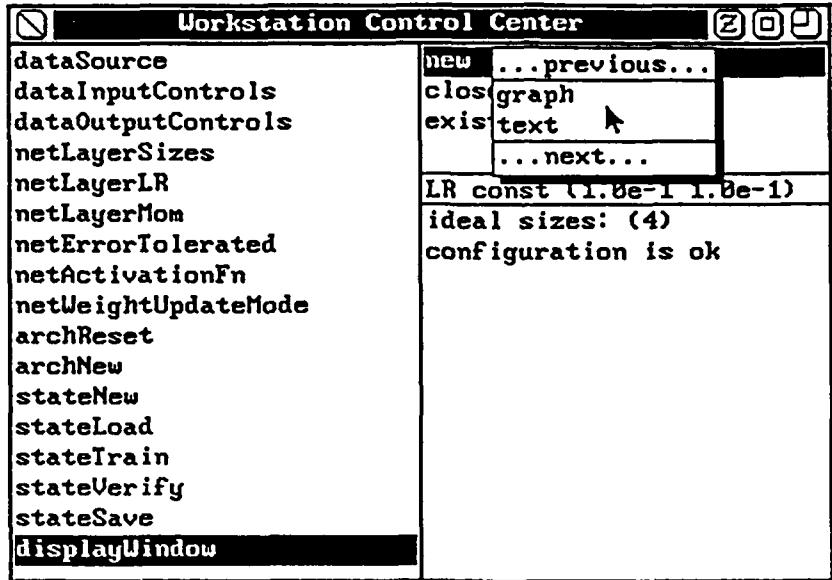 Workstation Control Center
dataSource
dataInputControls
dataOutputControls
netLayerSizes
netLayerLR
netLayerMom
netErrorTolerated
netActivationFn
netWeightUpdateMode
archReset
archNew
stateNew
stateLoad
stateTrain
stateVerify
stateSave
displayWindow
new
clos
exis
...previous...
graph
text
...next...
LR const (1.0e-1 1.0e-1)
ideal sizes: (4)
configuration is ok